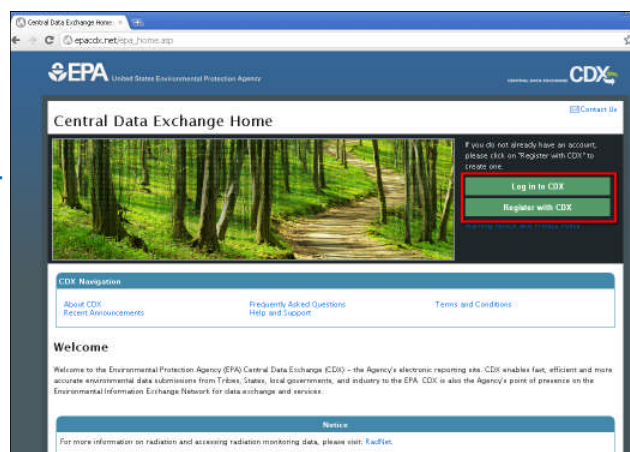 Central Data Exchange Home
epacdx.net/epa_home.asp
EPA United States Environmental Protection Agency
CDX
Contact Us
Central Data Exchange Home
If you do not already have an account,
please click on "Register with CDX" to
create one.
Log in to CDX
Register with CDX
Warning Notice and Privacy Policy
CDX Navigation
About CDX
Frequently Asked Questions
Terms and Conditions
Recent Announcements
Help and Support
Welcome
Welcome to the Environmental Protection Agency (EPA) Central Data Exchange (CDX) – the Agency's electronic reporting site. CDX enables fast, efficient and more
accurate environmental data submissions from Tribes, States, local governments, and industry to the EPA. CDX is also the Agency's point of presence on the
Environmental Information Exchange Network for data exchange and services.
Notice
For more information on radiation and accessing radiation monitoring data, please visit: RadNet.